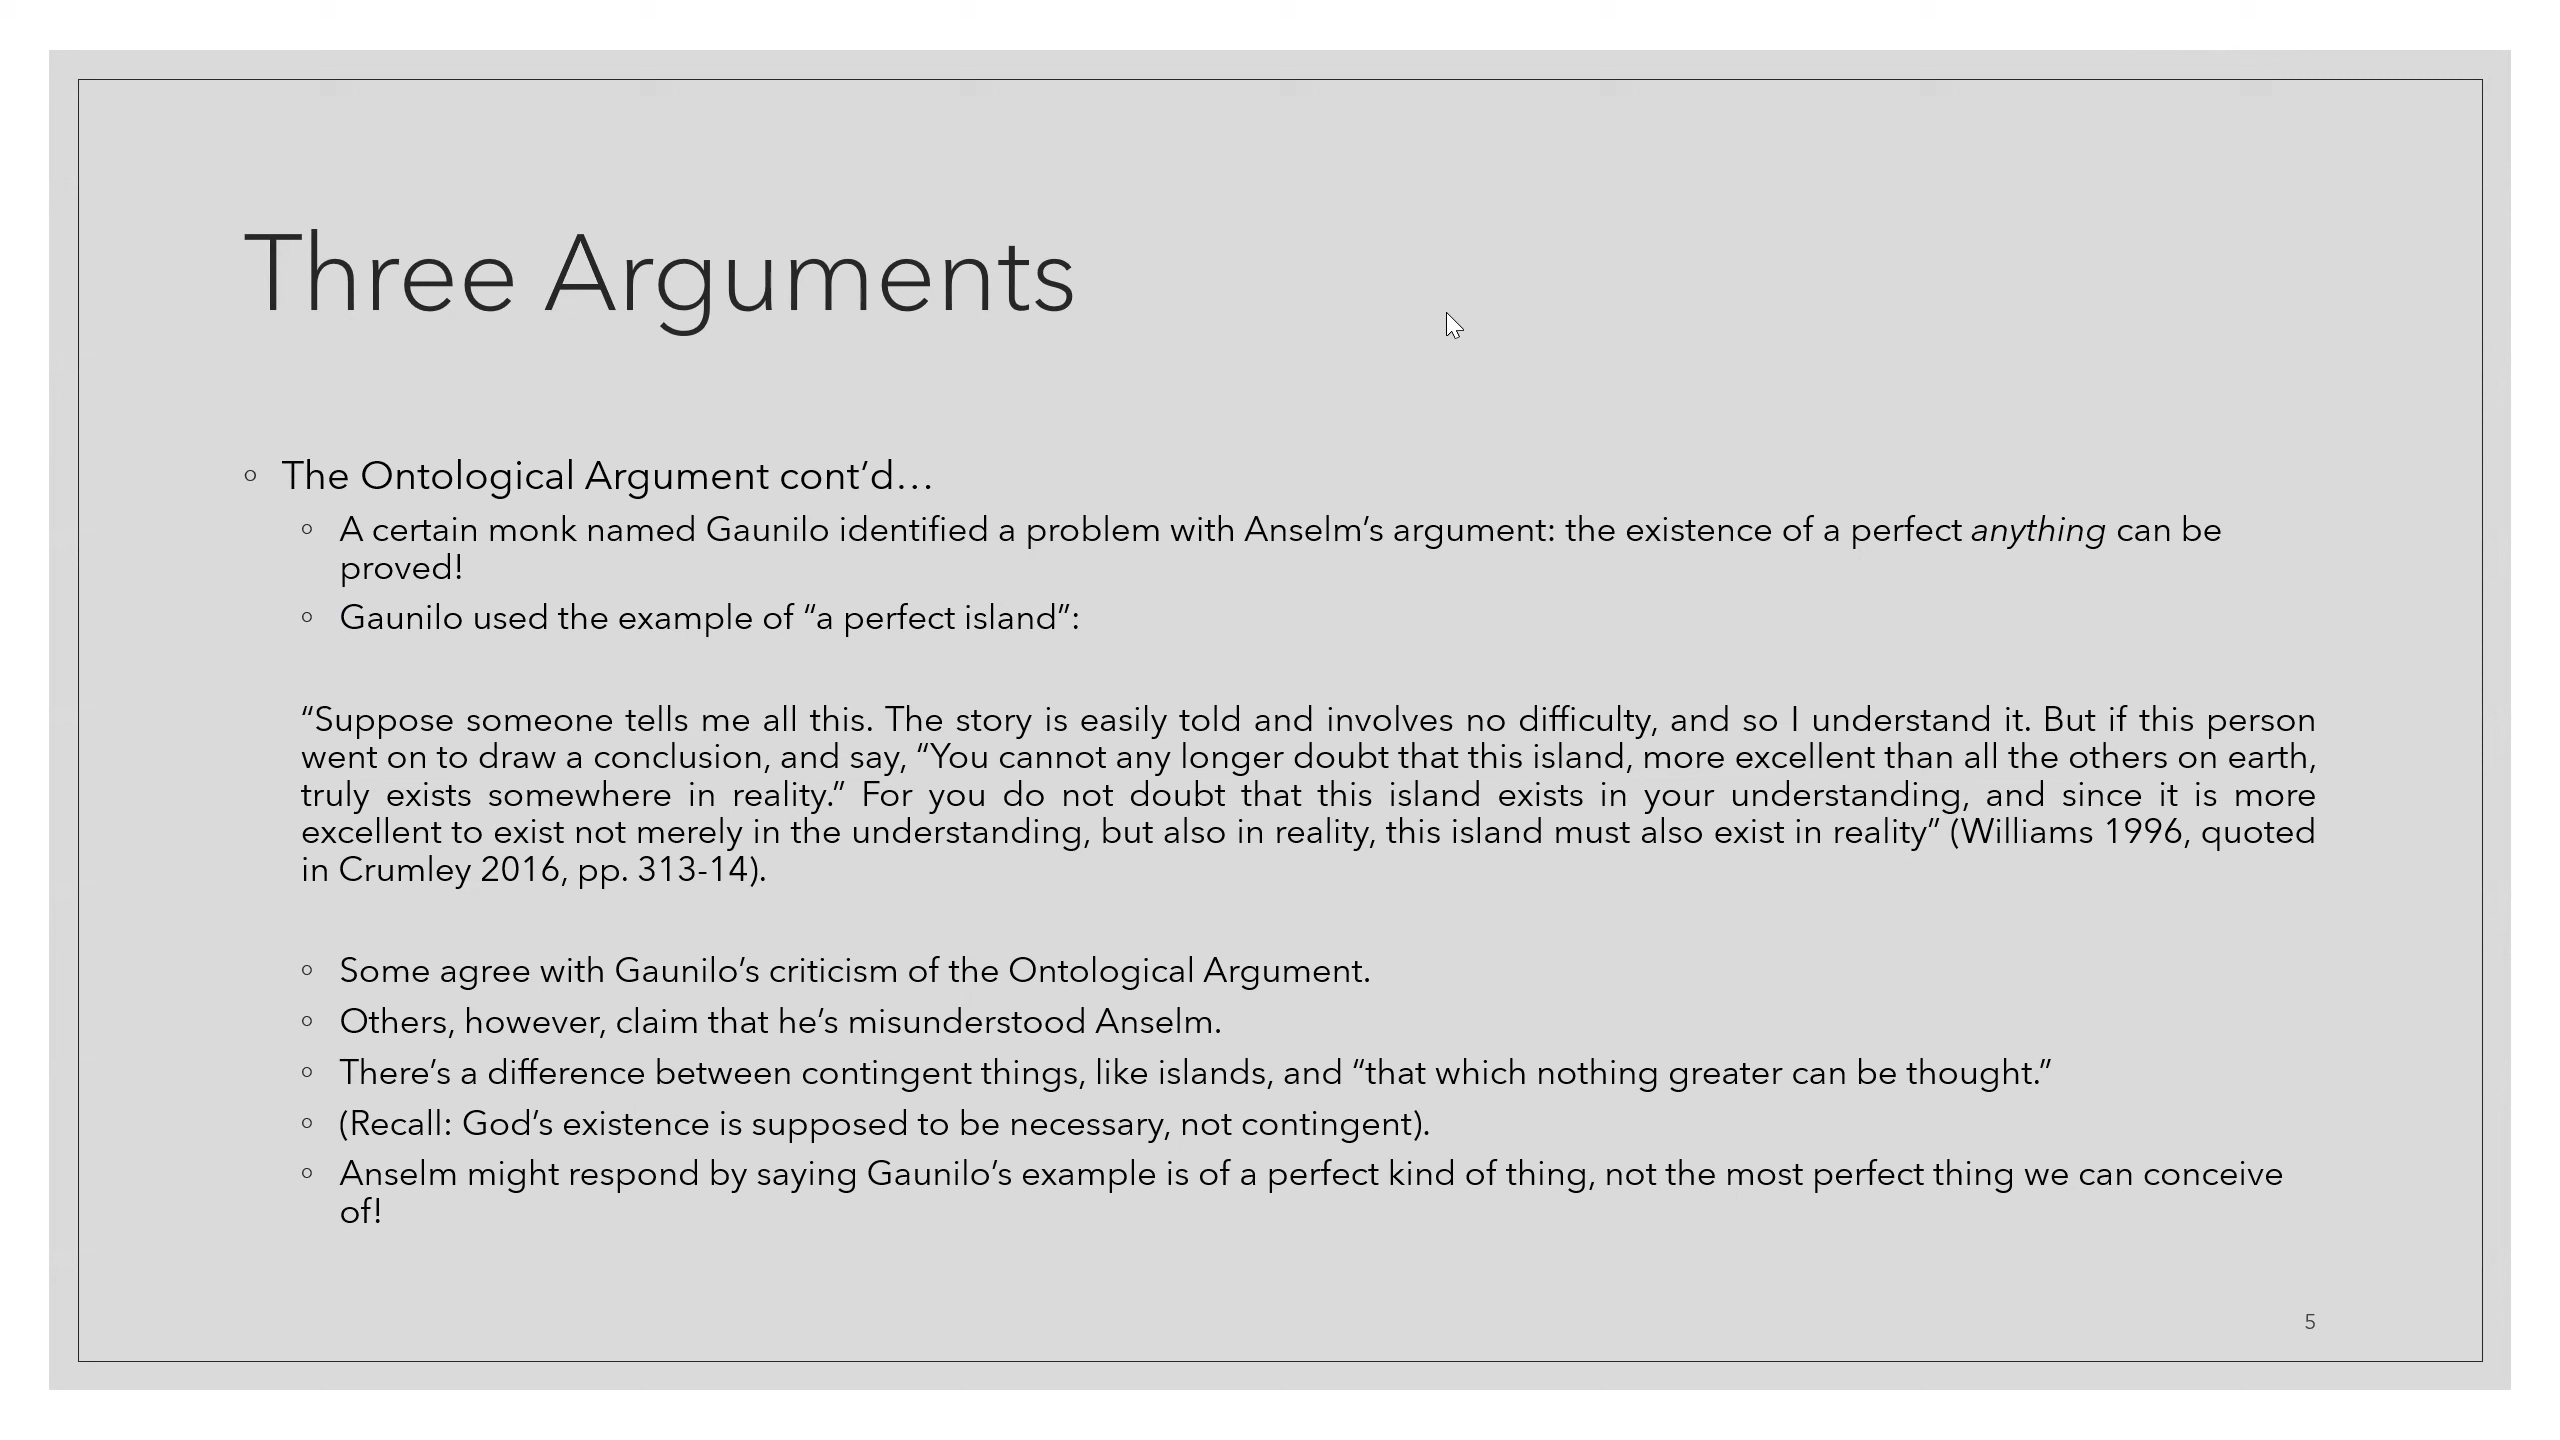 Three Arguments
◦ The Ontological Argument cont’d…
◦ A certain monk named Gaunilo identified a problem with Anselm’s argument: the existence of a perfect anything can be
proved!
◦ Gaunilo used the example of “a perfect island”:
“Suppose someone tells me all this. The story is easily told and involves no difficulty, and so I understand it. But if this person
went on to draw a conclusion, and say, “You cannot any longer doubt that this island, more excellent than all the others on earth,
truly exists somewhere in reality.” For you do not doubt that this island exists in your understanding, and since it is more
excellent to exist not merely in the understanding, but also in reality, this island must also exist in reality” (Williams 1996, quoted
in Crumley 2016, pp. 313-14).
◦ Some agree with Gaunilo’s criticism of the Ontological Argument.
◦ Others, however, claim that he’s misunderstood Anselm.
◦ There’s a difference between contingent things, like islands, and “that which nothing greater can be thought.”
◦ (Recall: God’s existence is supposed to be necessary, not contingent).
◦ Anselm might respond by saying Gaunilo’s example is of a perfect kind of thing, not the most perfect thing we can conceive
of!
5